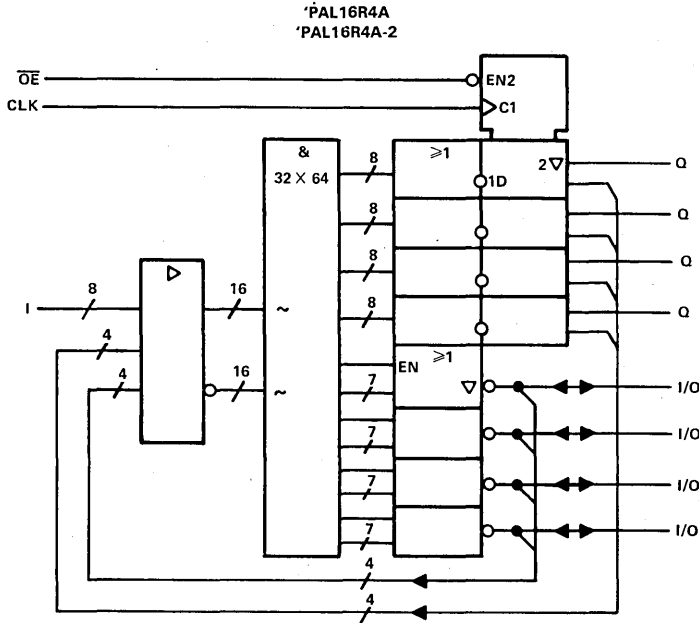 'PAL16R4A
'PAL16R4A-2
OE
EN2
CLK
C1
&
≥1
32 X 64
8
2▽
Q
1D
8
Q
8
Q
▷
I
8
16
~
8
Q
4
EN
≥1
4
16
~
7
▽
I/O
7
I/O
7
I/O
7
I/O
4
4